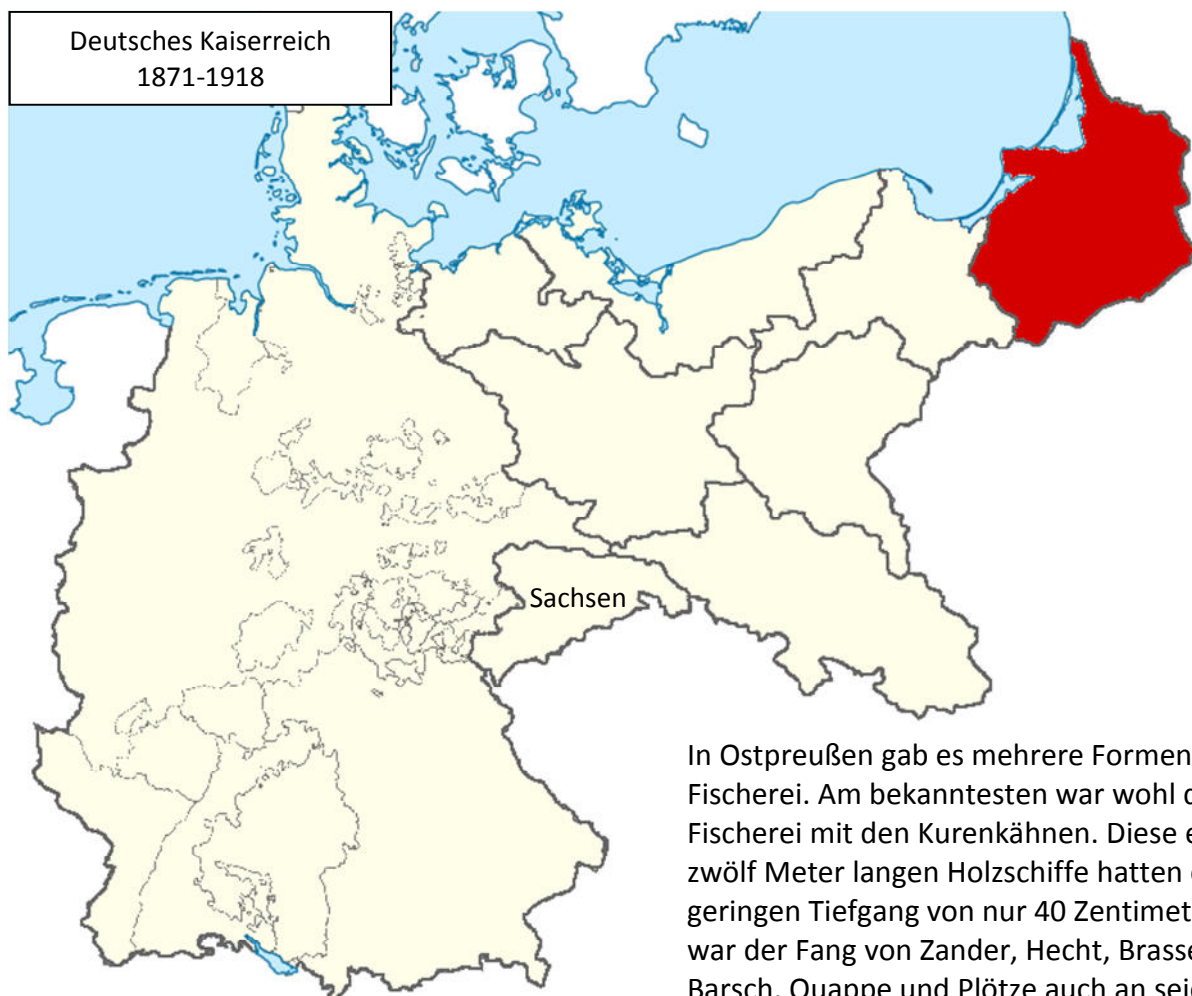 Deutsches Kaiserreich
1871-1918
Sachsen
In Ostpreußen gab es mehrere Formen
Fischerei. Am bekanntesten war wohl
Fischerei mit den Kurenkähnen. Diese
zwölf Meter langen Holzschiffe hatten
geringen Tiefgang von nur 40
war der Fang von Zander, Hecht,
Barsch, Quappe und Plötze auch an